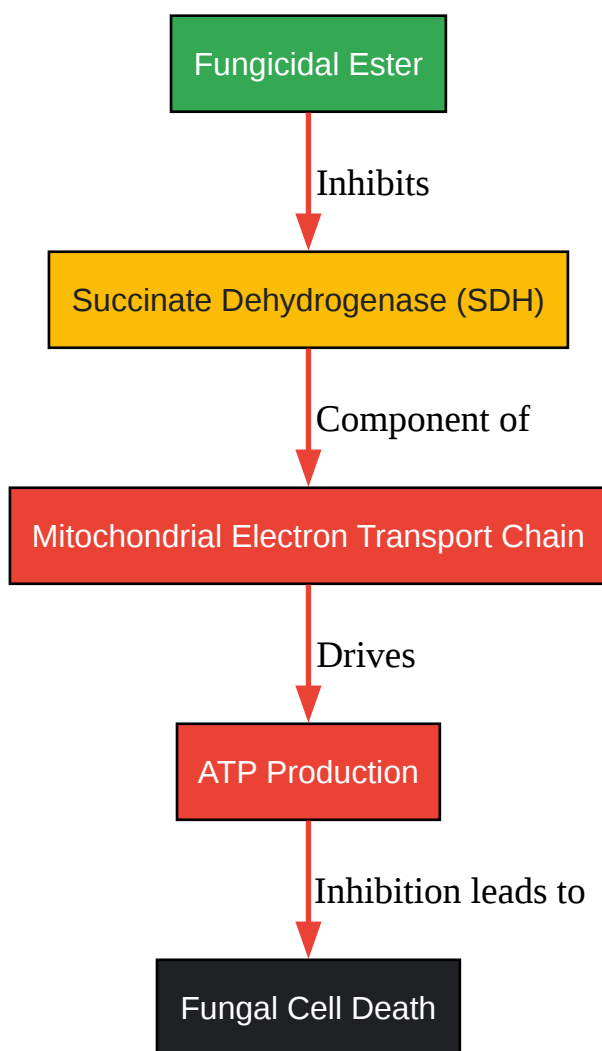 Fungicidal Ester
Inhibits
Succinate Dehydrogenase (SDH)
Component of
Mitochondrial Electron Transport Chain
Drives
ATP Production
Inhibition leads to
Fungal Cell Death